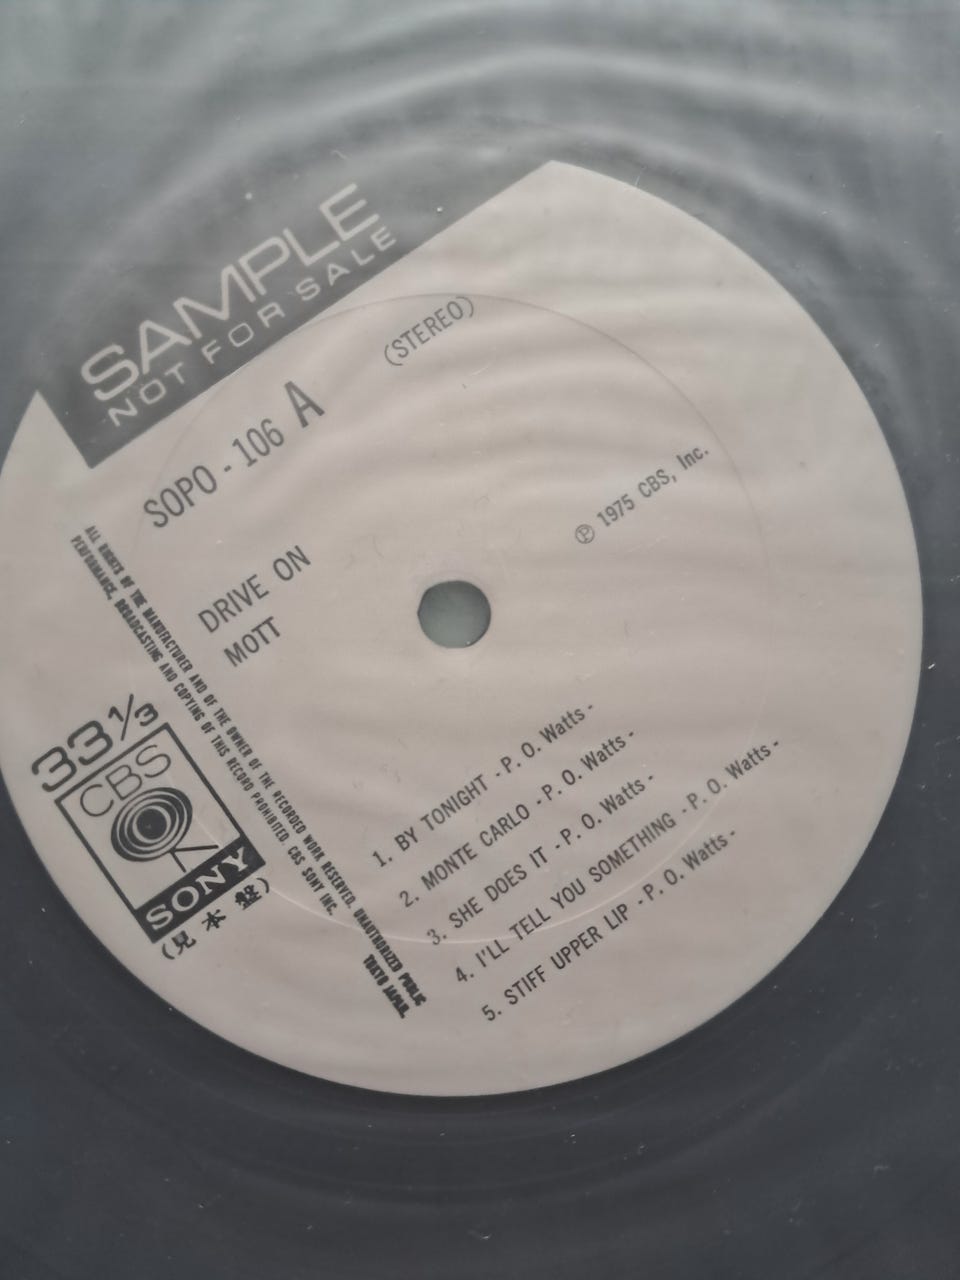 SAMPLE
NOT FOR SALE
(STEREO)
SOPO - 106 A
℗ 1975 CBS, Inc.
DRIVE ON
MOTT
ALL RIGHTS OF THE MANUFACTURER AND OF THE OWNER OF THE RECORDED WORK RESERVED. UNAUTHORIZED PUBLIC
PERFORMANCE, BROADCASTING AND COPYING OF THIS RECORD PROHIBITED. CBS SONY INC. TOKYO JAPAN.
33 1/3
CBS
SONY
(見本盤)
1. BY TONIGHT - P. O. Watts -
2. MONTE CARLO - P. O. Watts -
3. SHE DOES IT - P. O. Watts -
4. I'LL TELL YOU SOMETHING - P. O. Watts -
5. STIFF UPPER LIP - P. O. Watts -